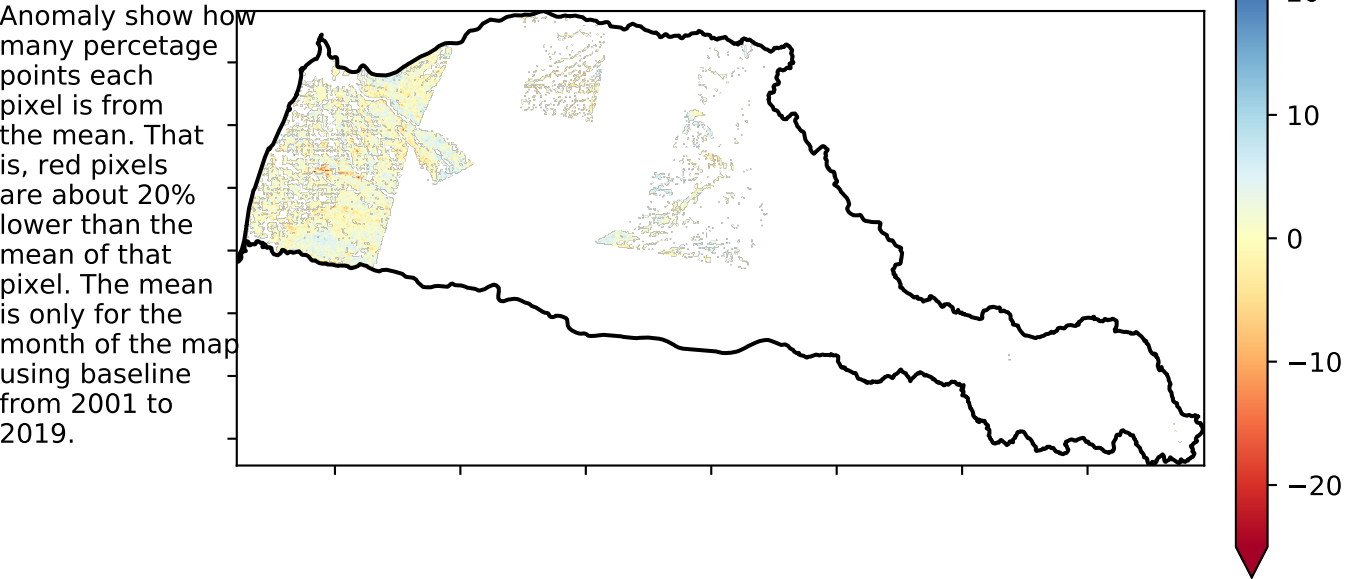 Anomaly show how
many percetage
points each
pixel is from
the mean. That
is, red pixels
are about 20%
lower than the
mean of that
pixel. The mean
is only for the
month of the map
using baseline
from 2001 to
2019.
10
0
−10
−20